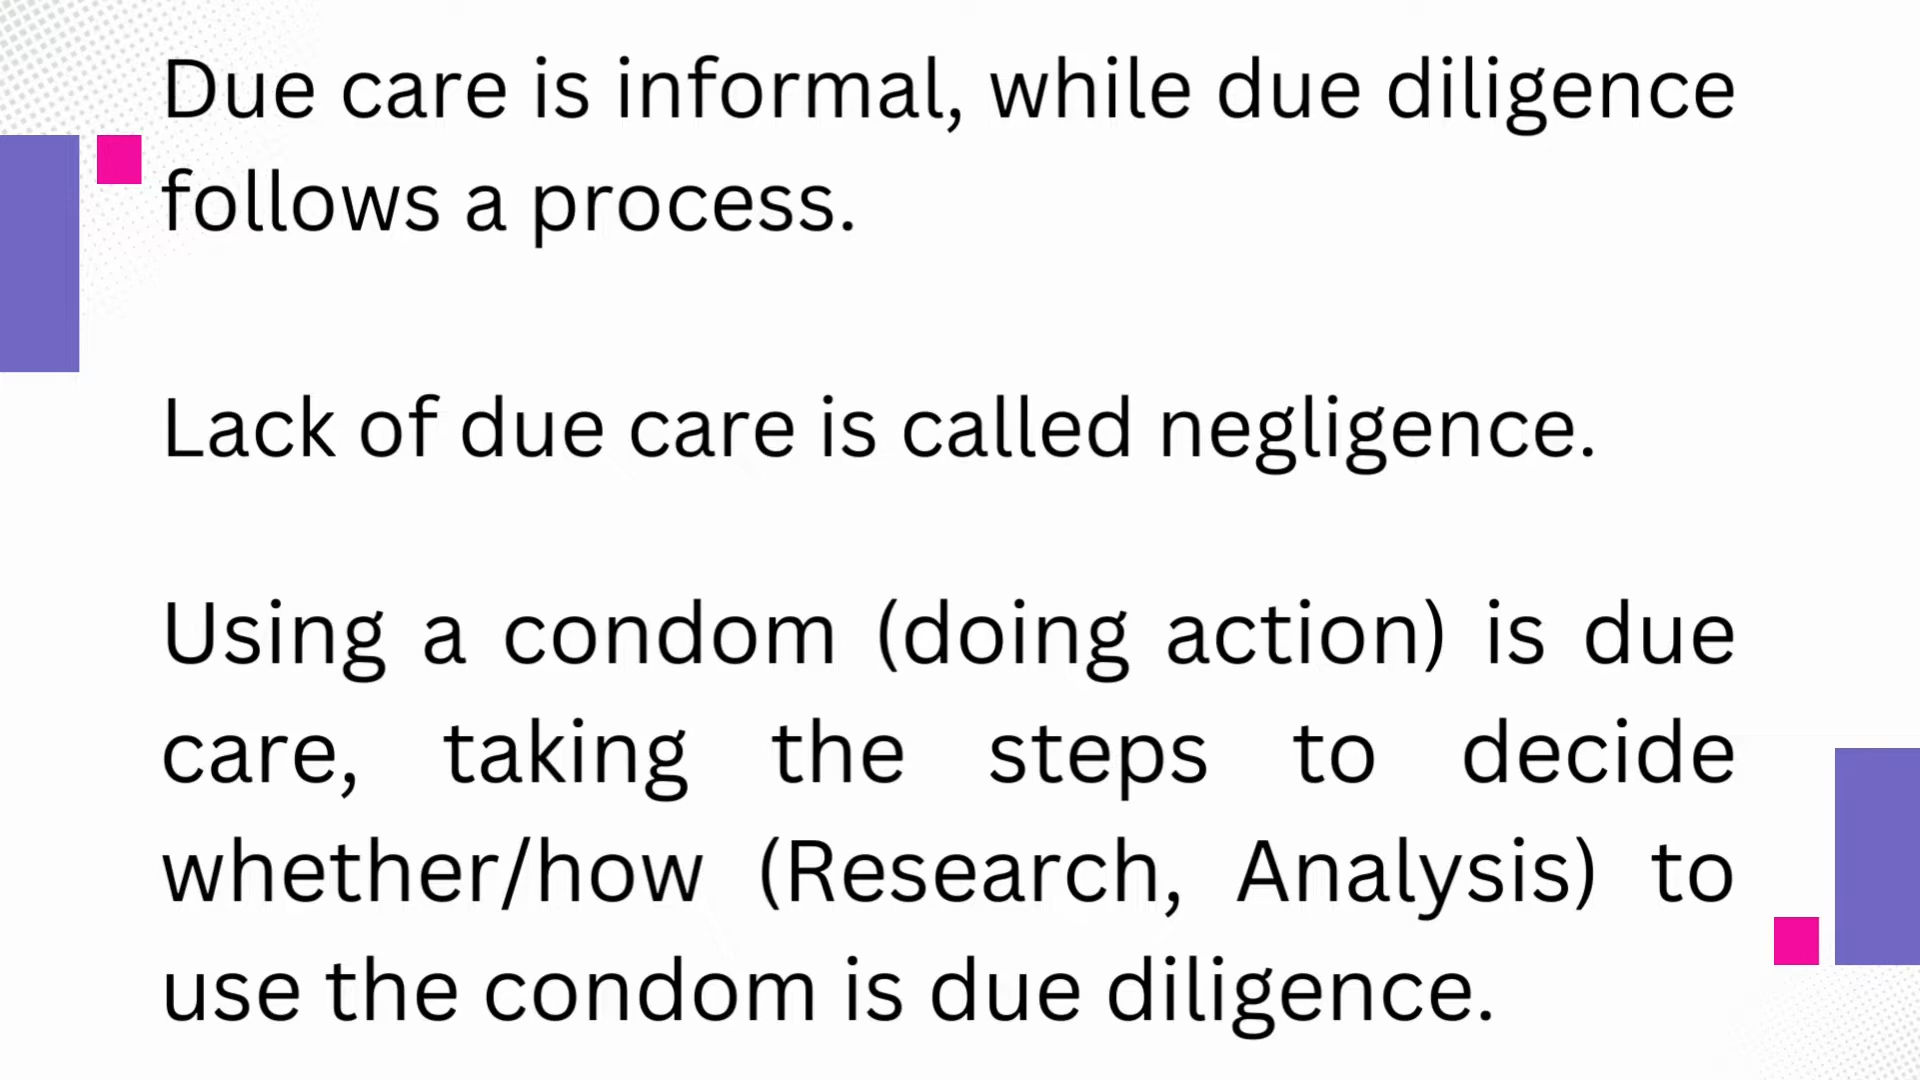 Due care is informal, while due diligence
follows a process.
Lack of due care is called negligence.
Using a condom (doing action) is due
care, taking the steps to decide
whether/how (Research, Analysis) to
use the condom is due diligence.